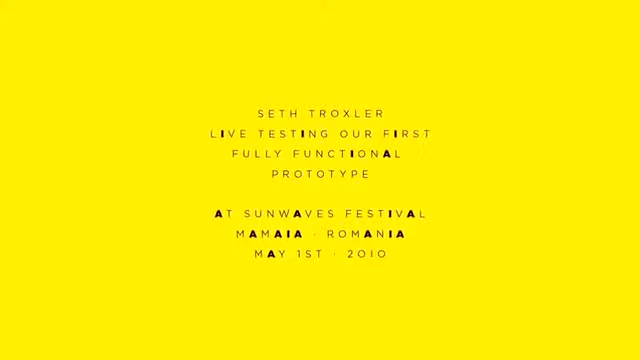 SETH TROXLER
LIVE TESTING OUR FIRST
FULLY FUNCTIONAL
PROTOTYPE
AT SUNWAVES FESTIVAL
MAMAIA · ROMANIA
MAY 1ST · 2010